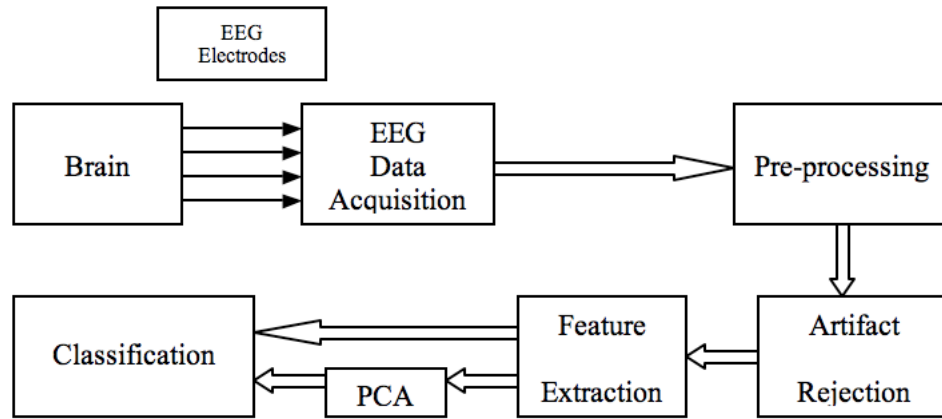 EEG
Electrodes
Brain
EEG
Data
Acquisition
Pre-processing
Classification
PCA
Feature
Extraction
Artifact
Rejection